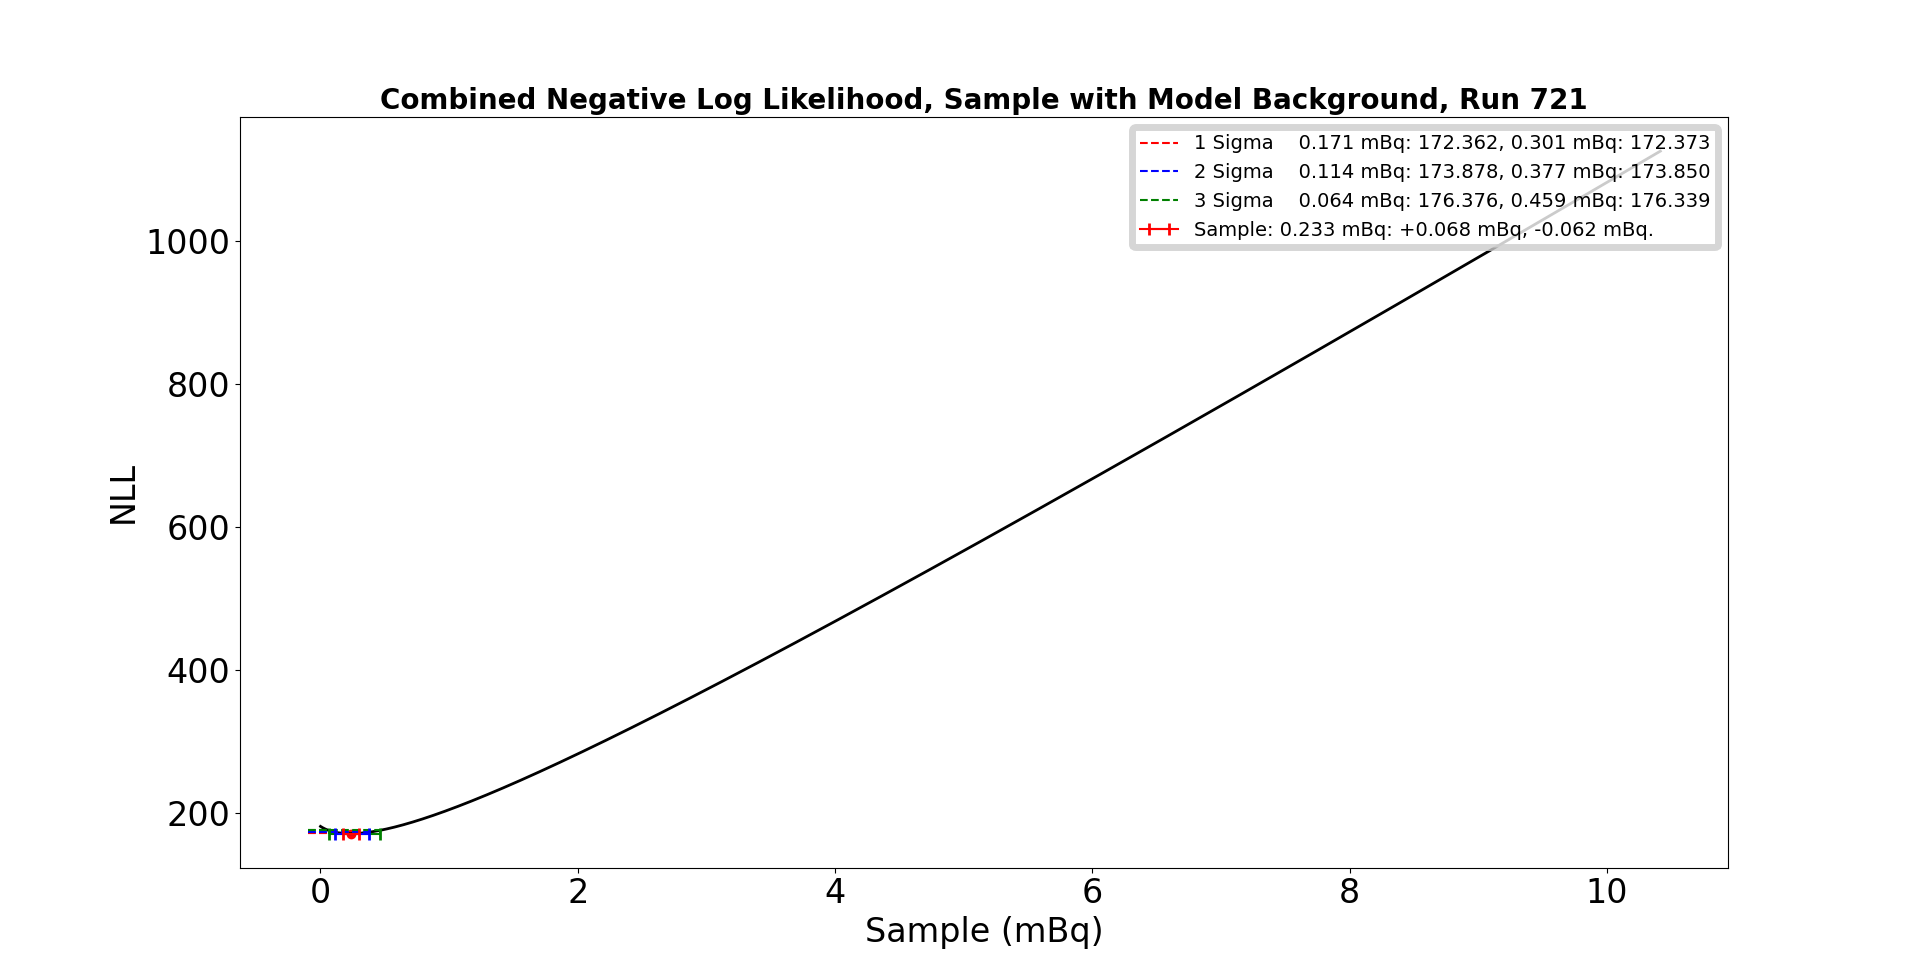 Combined Negative Log Likelihood, Sample with Model Background, Run 721
1 Sigma    0.171 mBq: 172.362, 0.301 mBq: 172.373
2 Sigma    0.114 mBq: 173.878, 0.377 mBq: 173.850
3 Sigma    0.064 mBq: 176.376, 0.459 mBq: 176.339
Sample: 0.233 mBq: +0.068 mBq, -0.062 mBq.
1000
800
600
400
200
NLL
0 2 4 6 8 10
Sample (mBq)